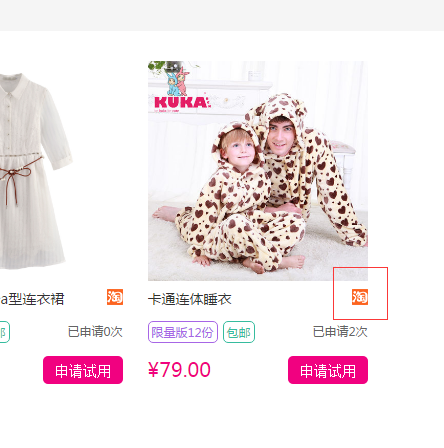 KUKA
a型连衣裙
淘
卡通连体睡衣
淘
邮
已申请0次
限量版12份
包邮
已申请2次
申请试用
¥79.00
申请试用